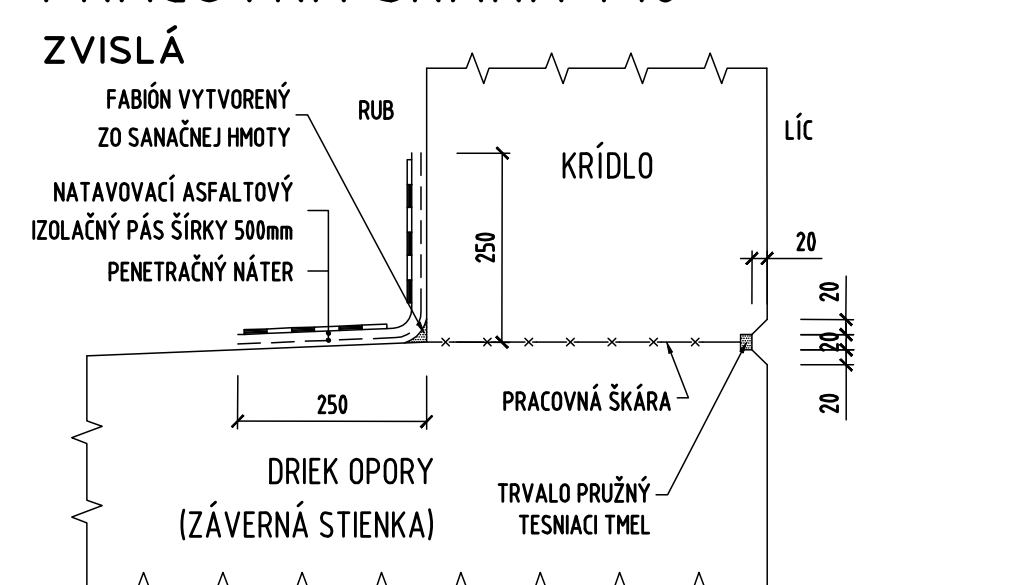 ZVISLÁ
FABIÓN VYTVORENÝ
ZO SANAČNEJ HMOTY
RUB
LÍC
KRÍDLO
NATAVOVACÍ ASFALTOVÝ
IZOLAČNÝ PÁS ŠÍRKY 500mm
PENETRAČNÝ NÁTER
250
20
20
20
20
250
PRACOVNÁ ŠKÁRA
DRIEK OPORY
(ZÁVERNÁ STIENKA)
TRVALO PRUŽNÝ
TESNIACI TMEL